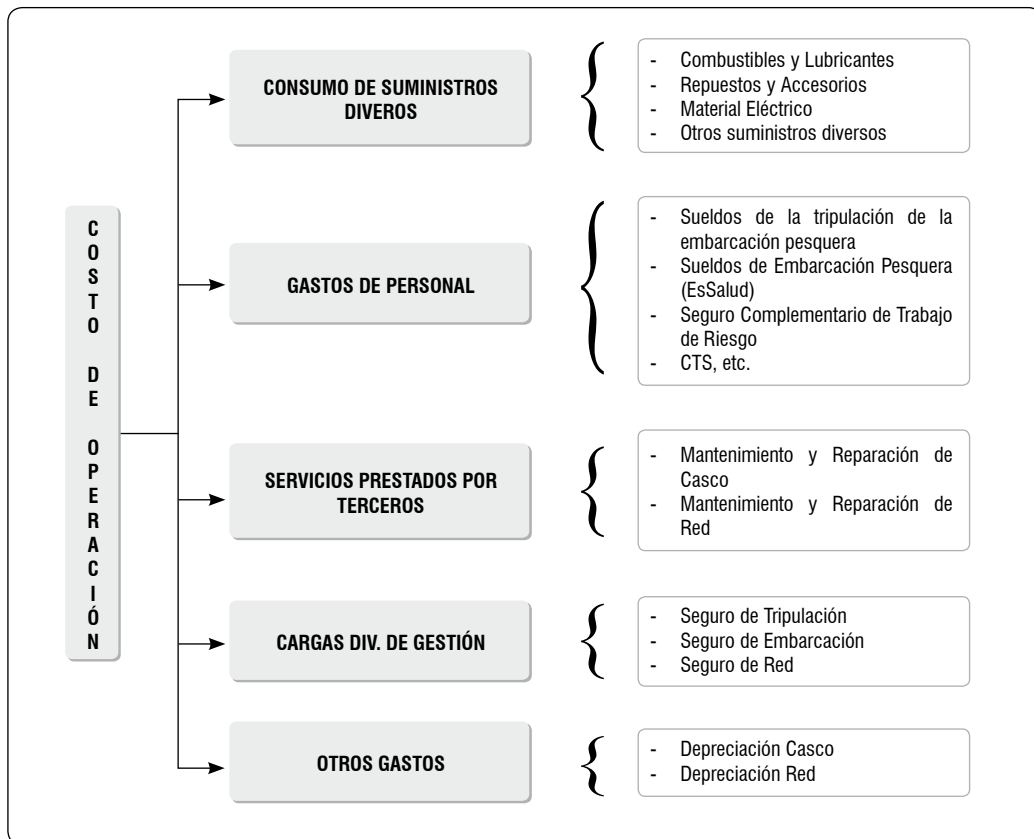 COSTO DE OPERACIÓN
CONSUMO DE SUMINISTROS
DIVEROS
- Combustibles y Lubricantes
- Repuestos y Accesorios
- Material Eléctrico
- Otros suministros diversos
GASTOS DE PERSONAL
- Sueldos de la tripulación de la
embarcación pesquera
- Sueldos de Embarcación Pesquera
(EsSalud)
- Seguro Complementario de Trabajo
de Riesgo
- CTS, etc.
SERVICIOS PRESTADOS POR
TERCEROS
- Mantenimiento y Reparación de
Casco
- Mantenimiento y Reparación de
Red
CARGAS DIV. DE GESTIÓN
- Seguro de Tripulación
- Seguro de Embarcación
- Seguro de Red
OTROS GASTOS
- Depreciación Casco
- Depreciación Red